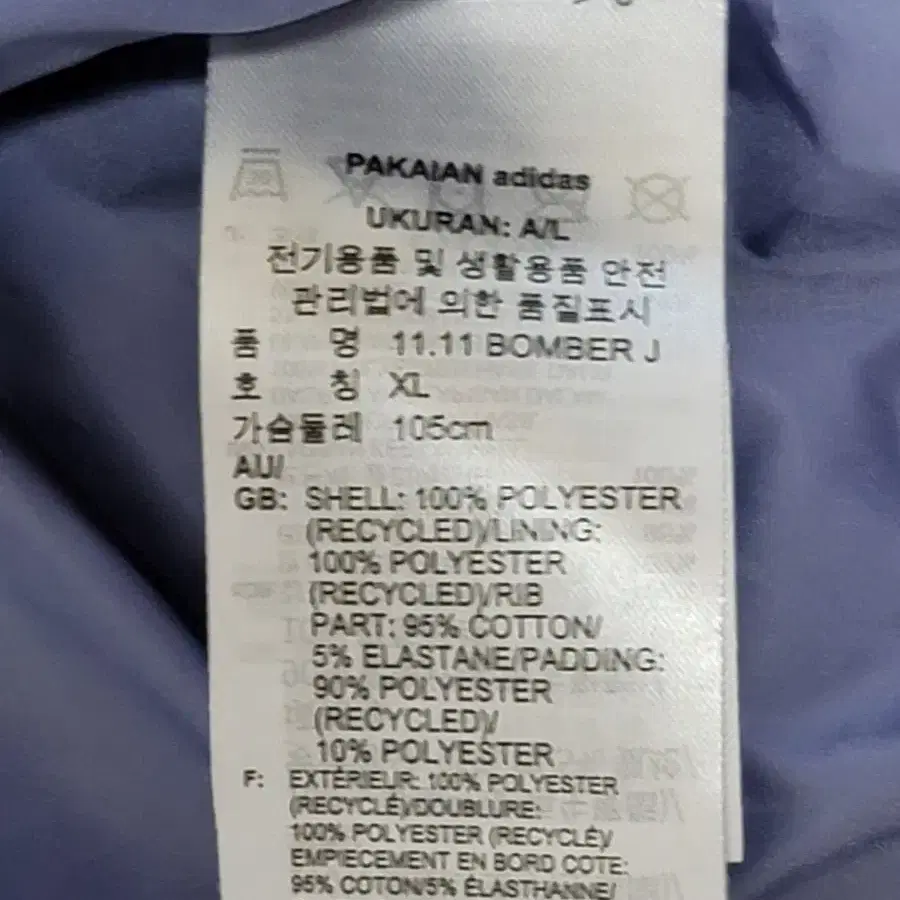 PAKAIAN adidas
UKURAN: A/L
전기용품 및 생활용품 안전
관리법에 의한 품질표시
품 명 11.11 BOMBER J
호 칭 XL
가슴둘레 105cm
AU/
GB: SHELL: 100% POLYESTER
(RECYCLED)/LINING:
100% POLYESTER
(RECYCLED)/RIB
PART: 95% COTTON/
5% ELASTANE/PADDING:
90% POLYESTER
(RECYCLED)/
10% POLYESTER
F: EXTÉRIEUR: 100% POLYESTER
(RECYCLÉ)/DOUBLURE:
100% POLYESTER (RECYCLÉ)/
EMPIECEMENT EN BORD COTE:
95% COTON/5% ÉLASTHANNE/